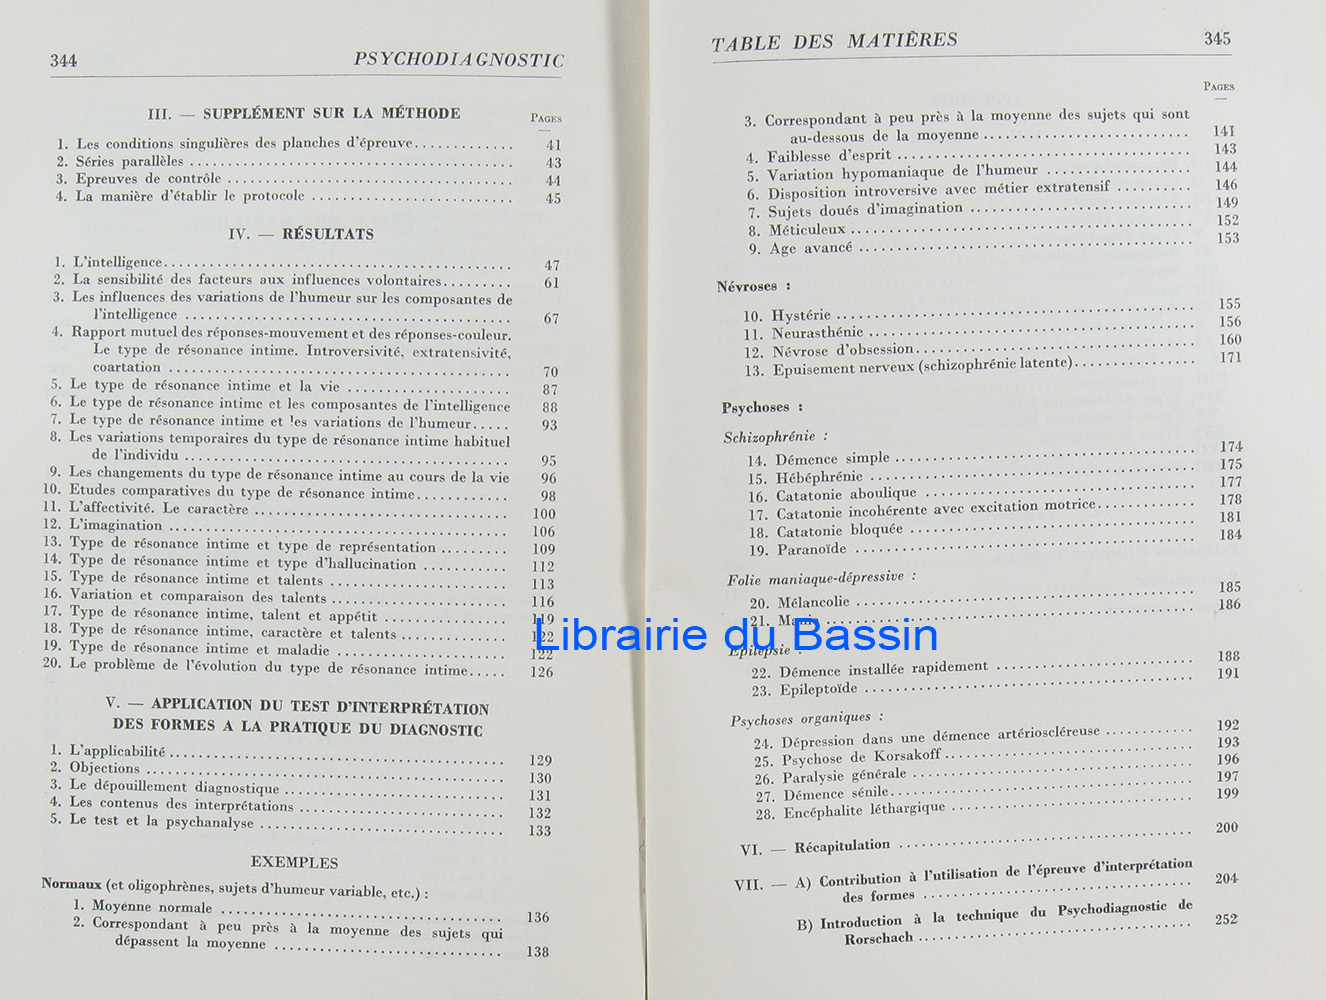 344 PSYCHODIAGNOSTIC
III. — SUPPLÉMENT SUR LA MÉTHODE
PAGES
1. Les conditions singulières des planches d'épreuve............. 41
2. Séries parallèles ........................................ 43
3. Epreuves de contrôle .................................... 44
4. La manière d'établir le protocole ......................... 45
IV. — RÉSULTATS
1. L'intelligence........................................... 47
2. La sensibilité des facteurs aux influences volontaires......... 61
3. Les influences des variations de l'humeur sur les composantes de
l'intelligence ........................................ 67
4. Rapport mutuel des réponses-mouvement et des réponses-couleur.
Le type de résonance intime. Introversivité, extratensivité,
coartation .......................................... 70
5. Le type de résonance intime et la vie ..................... 87
6. Le type de résonance intime et les composantes de l'intelligence 88
7. Le type de résonance intime et les variations de l'humeur..... 93
8. Les variations temporaires du type de résonance intime habituel
de l'individu ........................................ 95
9. Les changements du type de résonance intime au cours de la vie 96
10. Etudes comparatives du type de résonance intime............ 98
11. L'affectivité. Le caractère ................................ 100
12. L'imagination .......................................... 106
13. Type de résonance intime et type de représentation ......... 109
14. Type de résonance intime et type d'hallucination ........... 112
15. Type de résonance intime et talents ....................... 113
16. Variation et comparaison des talents ....................... 116
17. Type de résonance intime, talent et appétit ................ 119
18. Type de résonance intime, caractère et talents ............. 122
19. Type de résonance intime et maladie ...................... 122
20. Le problème de l'évolution du type de résonance intime..... 126
V. — APPLICATION DU TEST D'INTERPRÉTATION
DES FORMES A LA PRATIQUE DU DIAGNOSTIC
1. L'applicabilité .......................................... 129
2. Objections ............................................. 130
3. Le dépouillement diagnostique ............................ 131
4. Les contenus des interprétations .......................... 132
5. Le test et la psychanalyse ................................ 133
EXEMPLES
Normaux (et oligophrènes, sujets d'humeur variable, etc.) :
1. Moyenne normale .................................... 136
2. Correspondant à peu près à la moyenne des sujets qui
dépassent la moyenne ............................. 138
TABLE DES MATIÈRES 345
PAGES
3. Correspondant à peu près à la moyenne des sujets qui sont
au-dessous de la moyenne .......................... 141
4. Faiblesse d'esprit ..................................... 143
5. Variation hypomaniaque de l'humeur .................. 144
6. Disposition introversive avec métier extratensif ......... 146
7. Sujets doués d'imagination ............................ 149
8. Méticuleux ........................................... 152
9. Age avancé .......................................... 153
Névroses :
10. Hystérie ............................................. 155
11. Neurasthénie ......................................... 156
12. Névrose d'obsession................................... 160
13. Epuisement nerveux (schizophrénie latente)............... 171
Psychoses :
Schizophrénie :
14. Démence simple ...................................... 174
15. Hébéphrénie ......................................... 175
16. Catatonie aboulique .................................. 177
17. Catatonie incohérente avec excitation motrice............. 178
18. Catatonie bloquée .................................... 181
19. Paranoïde ........................................... 184
Folie maniaque-dépressive :
20. Mélancolie ........................................... 185
21. Manie ............................................... 186
Librairie du Bassin
Epilepsie :
22. Démence installée rapidement ......................... 188
23. Epileptoïde .......................................... 191
Psychoses organiques :
24. Dépression dans une démence artérioscléreuse ........... 192
25. Psychose de Korsakoff................................. 193
26. Paralysie générale .................................... 196
27. Démence sénile....................................... 197
28. Encéphalite léthargique ............................... 199
VI. — Récapitulation ..................................... 200
VII. — A) Contribution à l'utilisation de l'épreuve d'interprétation
des formes .................................. 204
B) Introduction à la technique du Psychodiagnostic de
Rorschach................................... 252